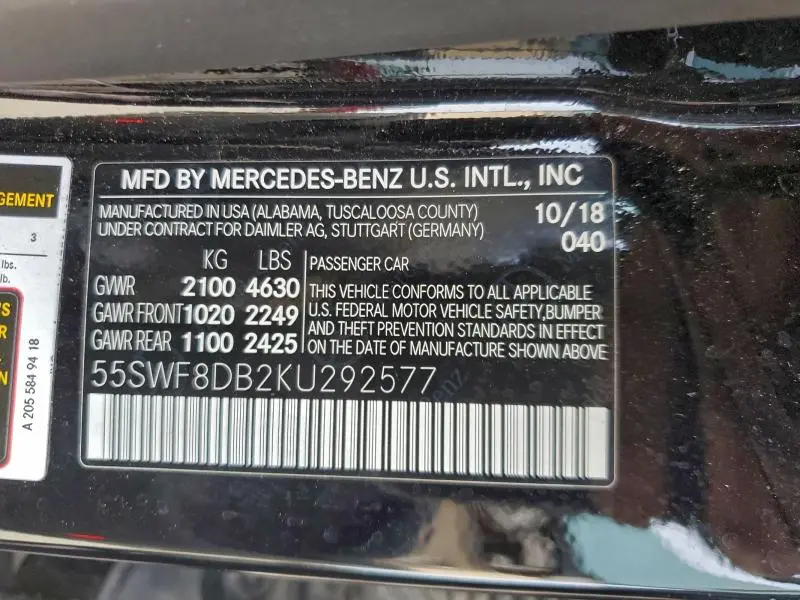 MFD BY MERCEDES-BENZ U.S. INTL., INC
MANUFACTURED IN USA (ALABAMA, TUSCALOOSA COUNTY) 10/18
UNDER CONTRACT FOR DAIMLER AG, STUTTGART (GERMANY) 040
KG LBS
GVWR 2100 4630
GAWR FRONT 1020 2249
GAWR REAR 1100 2425
PASSENGER CAR
THIS VEHICLE CONFORMS TO ALL APPLICABLE
U.S. FEDERAL MOTOR VEHICLE SAFETY,BUMPER
AND THEFT PREVENTION STANDARDS IN EFFECT
ON THE DATE OF MANUFACTURE SHOWN ABOVE
55SWF8DB2KU292577
GEMENT
3
lbs.
lb.
A 205 584 94 18